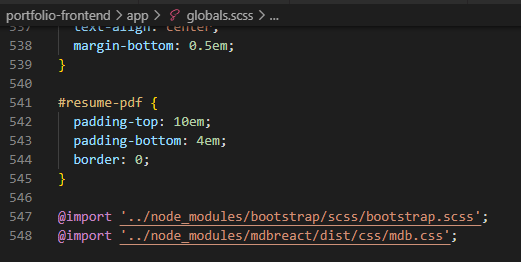 portfolio-frontend > app > globals.scss > ...
537 text-align: center;
538 margin-bottom: 0.5em;
539 }
540
541 #resume-pdf {
542 padding-top: 10em;
543 padding-bottom: 4em;
544 border: 0;
545 }
546
547 @import '../node_modules/bootstrap/scss/bootstrap.scss';
548 @import '../node_modules/mdbreact/dist/css/mdb.css';